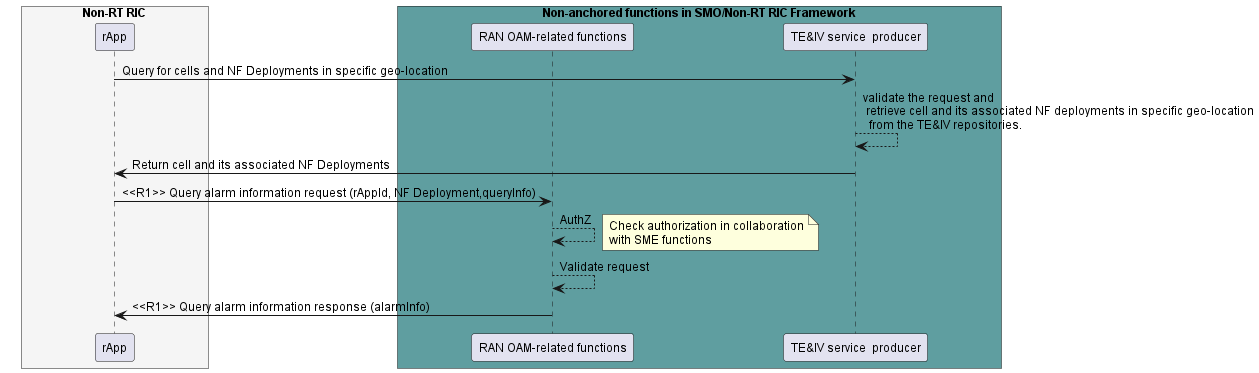 Non-RT RIC
Non-anchored functions in SMO/Non-RT RIC Framework
rApp
RAN OAM-related functions
TE&IV service  producer
Query for cells and NF Deployments in specific geo-location
validate the request and
retrieve cell and its associated NF deployments in specific geo-location
from the TE&IV repositories.
Return cell and its associated NF Deployments
<<R1>> Query alarm information request (rAppId, NF Deployment,queryInfo)
AuthZ
Check authorization in collaboration
with SME functions
Validate request
<<R1>> Query alarm information response (alarmInfo)
rApp
RAN OAM-related functions
TE&IV service  producer